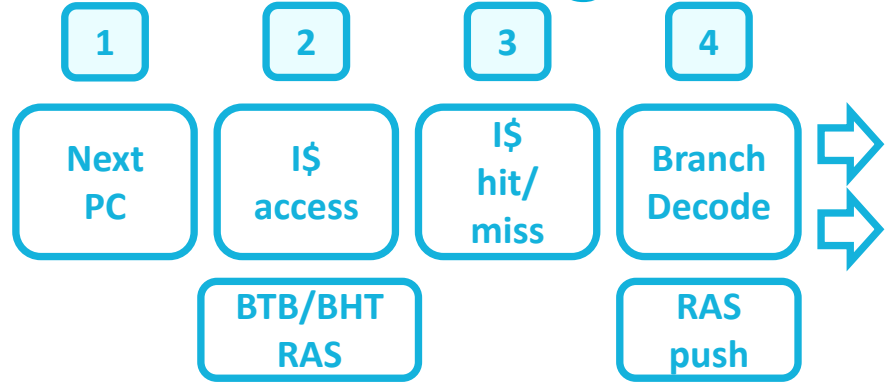 1
2
3
4
Next
PC
I$
access
I$
hit/
miss
Branch
Decode
BTB/BHT
RAS
RAS
push